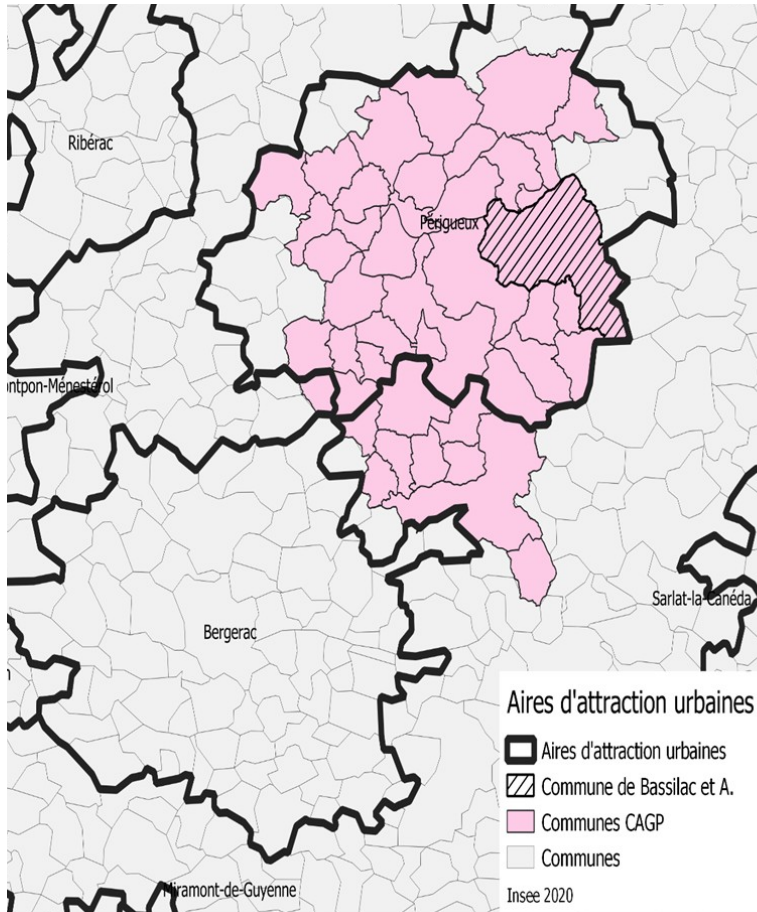 Ribérac
Périgueux
ontpon-Ménestérol
Sarlat-la-Canéda
Bergerac
n
Miramont-de-Guyenne
Aires d'attraction urbaines
Aires d'attraction urbaines
Commune de Bassilac et A.
Communes CAGP
Communes
Insee 2020